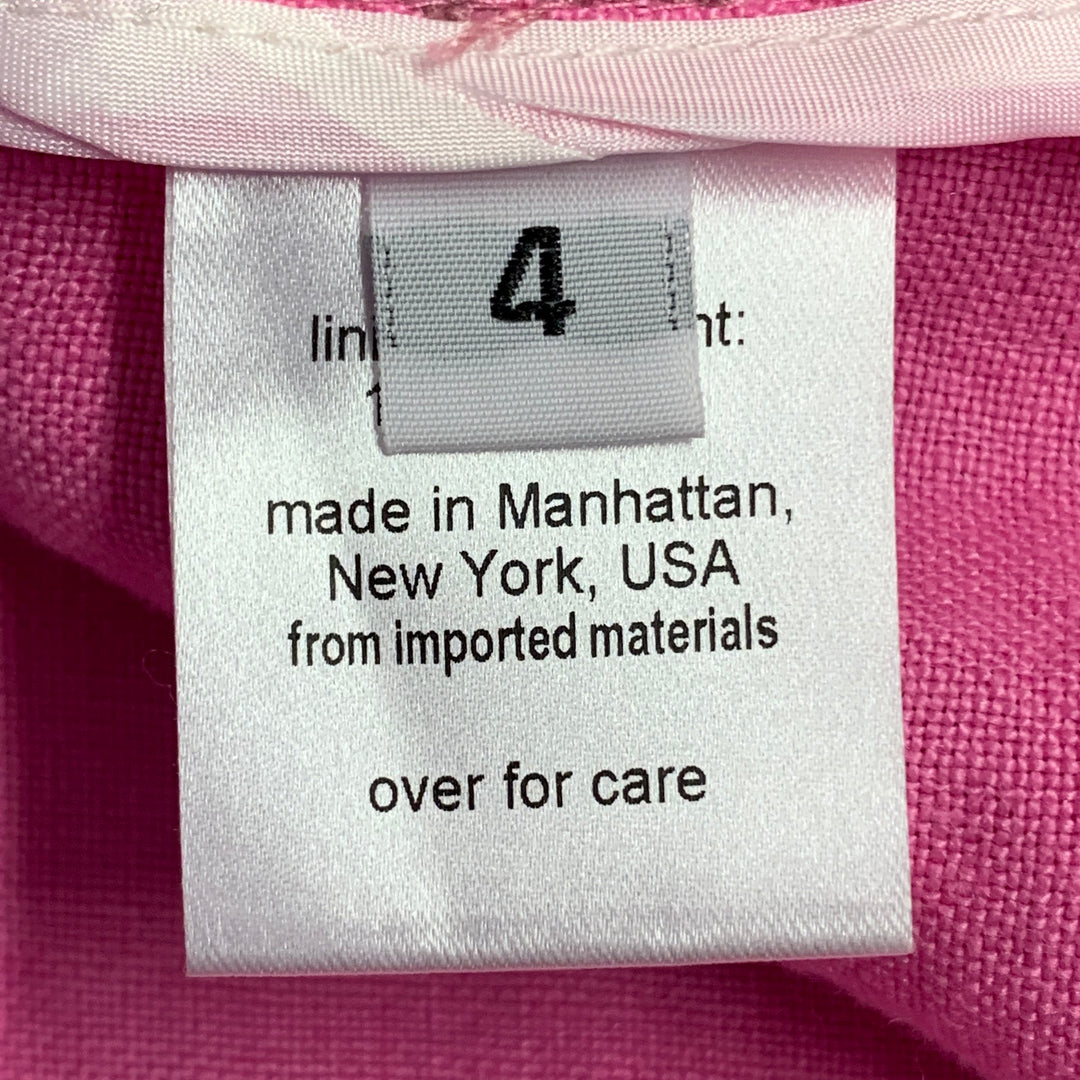 4
made in Manhattan,
New York, USA
from imported materials
over for care